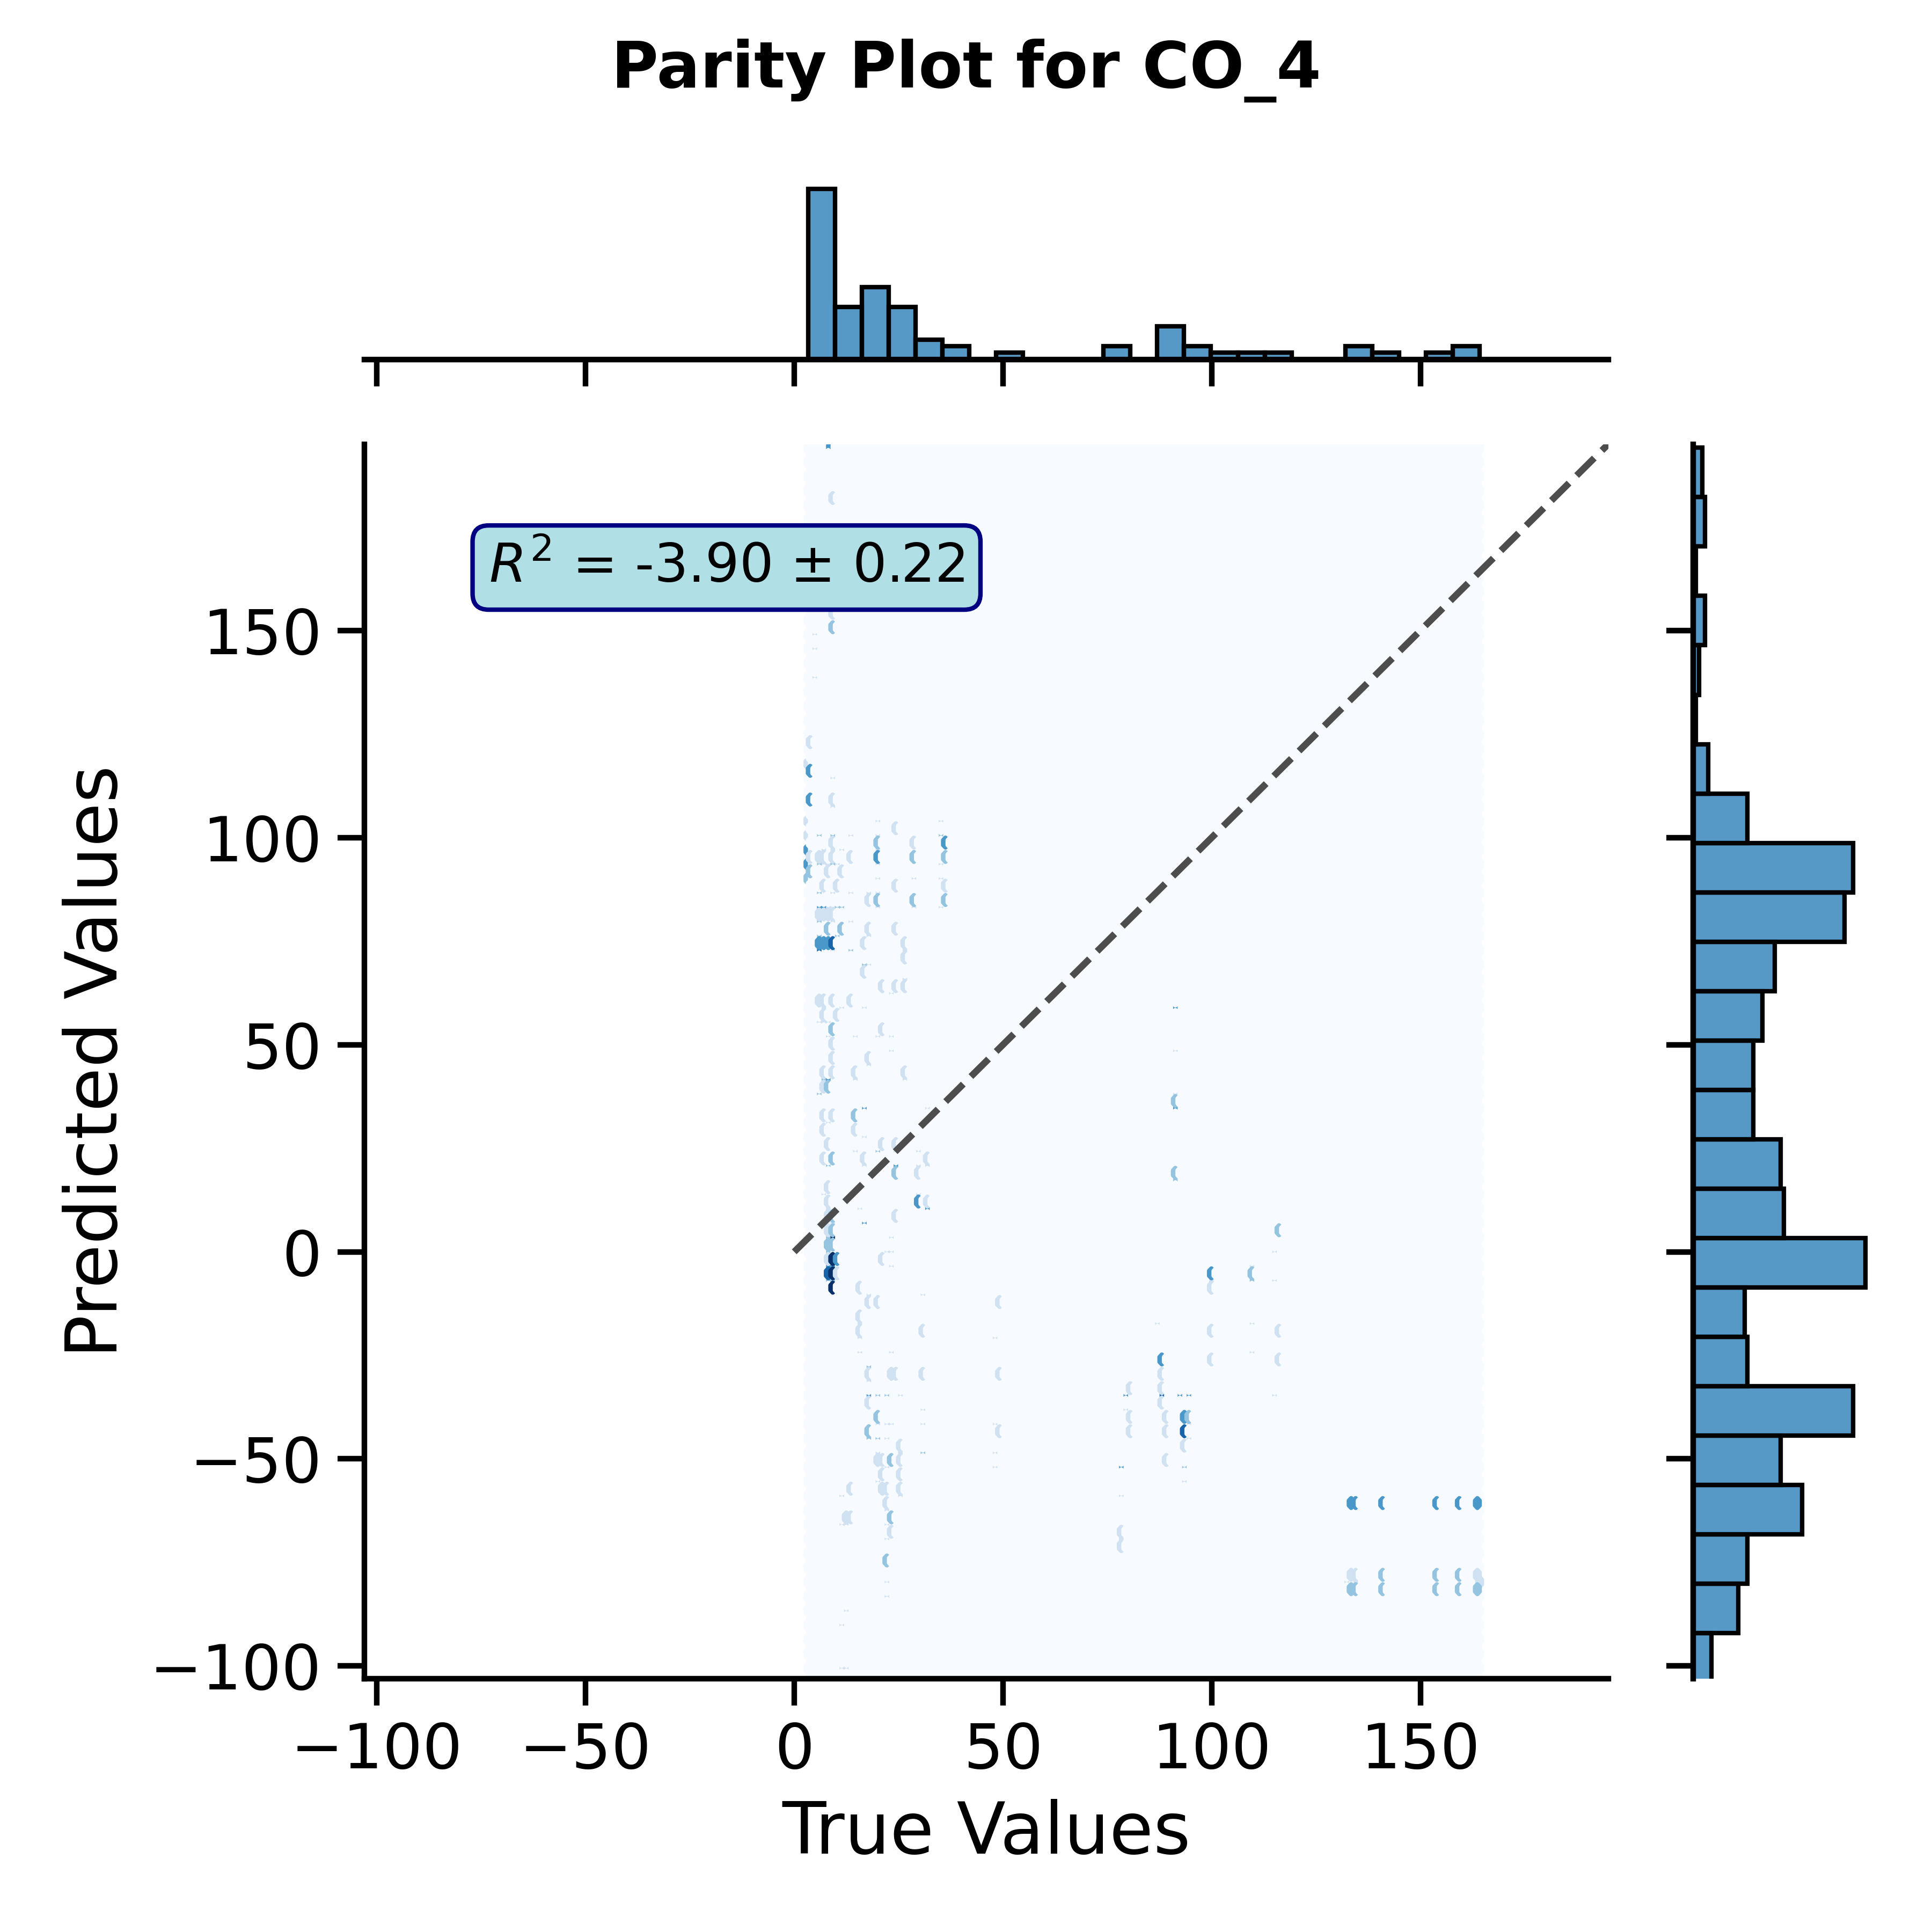 Parity Plot for CO_4
R² = -3.90 ± 0.22
Predicted Values
150
100
50
0
−50
−100
−100 −50 0 50 100 150
True Values